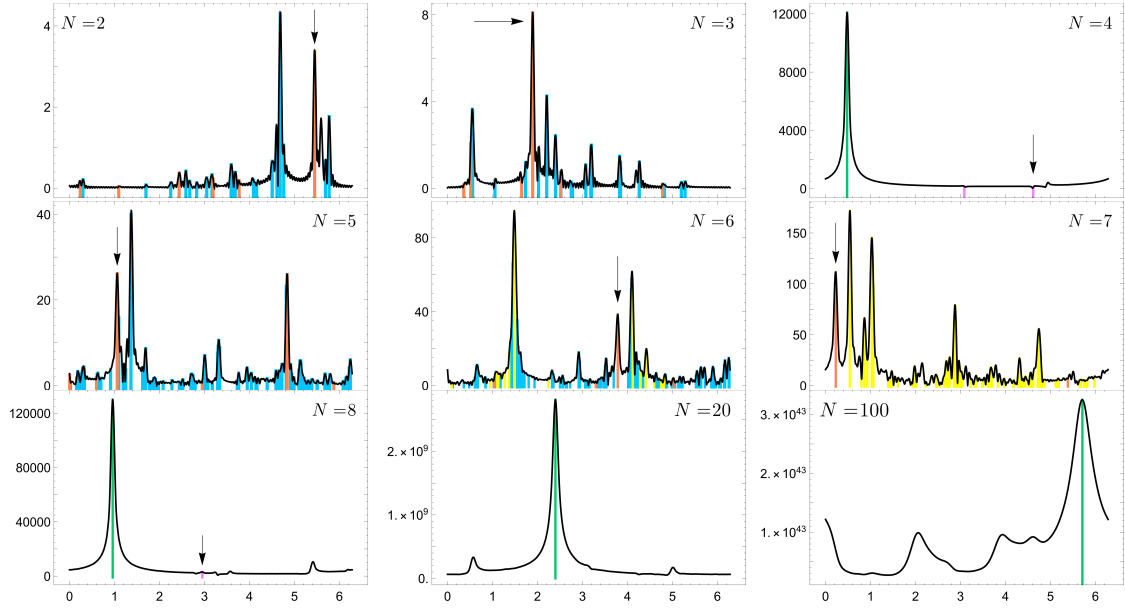 N =2
4
2
0
N =3
8
4
0
N =4
12000
4000
0
N =5
40
20
0
N =6
80
40
0
N =7
150
100
50
0
N =8
120000
80000
40000
0
0 1 2 3 4 5 6
N =20
2. × 10^9
1. × 10^9
0.
0 1 2 3 4 5 6
N =100
3. × 10^43
2. × 10^43
1. × 10^43
0 1 2 3 4 5 6